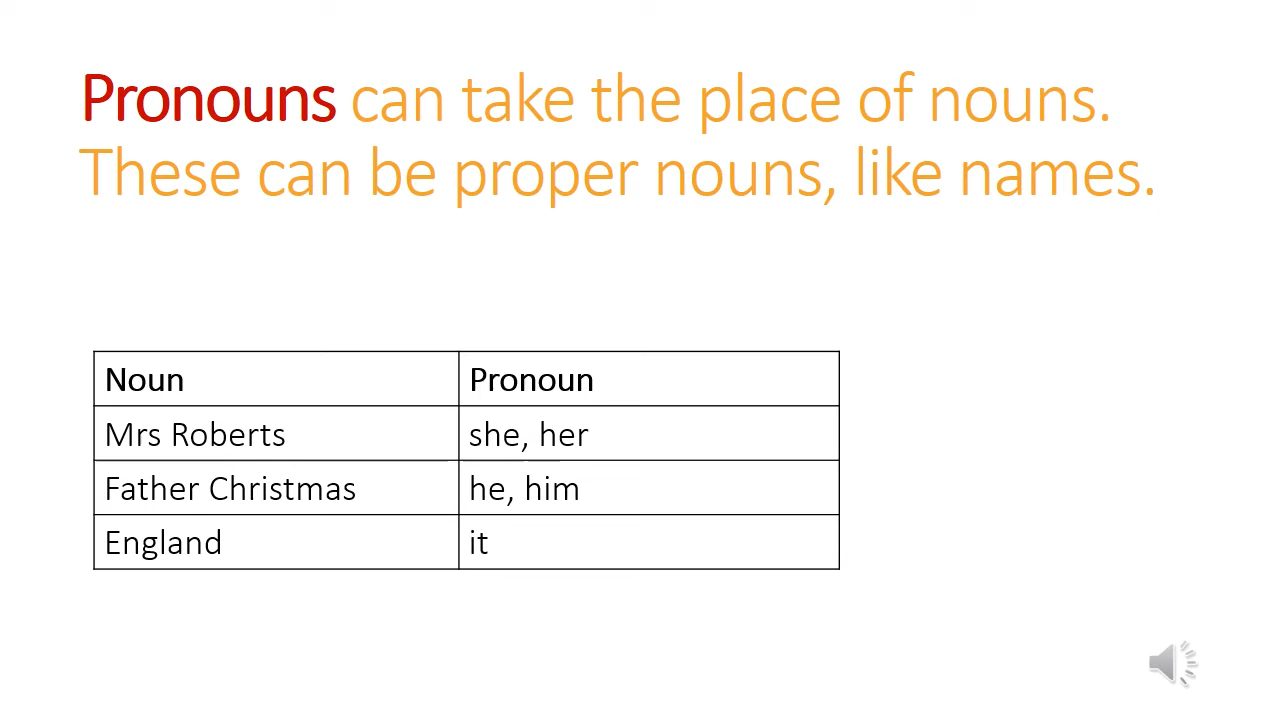 Pronouns can take the place of nouns.
These can be proper nouns, like names.
Noun Pronoun
Mrs Roberts she, her
Father Christmas he, him
England it